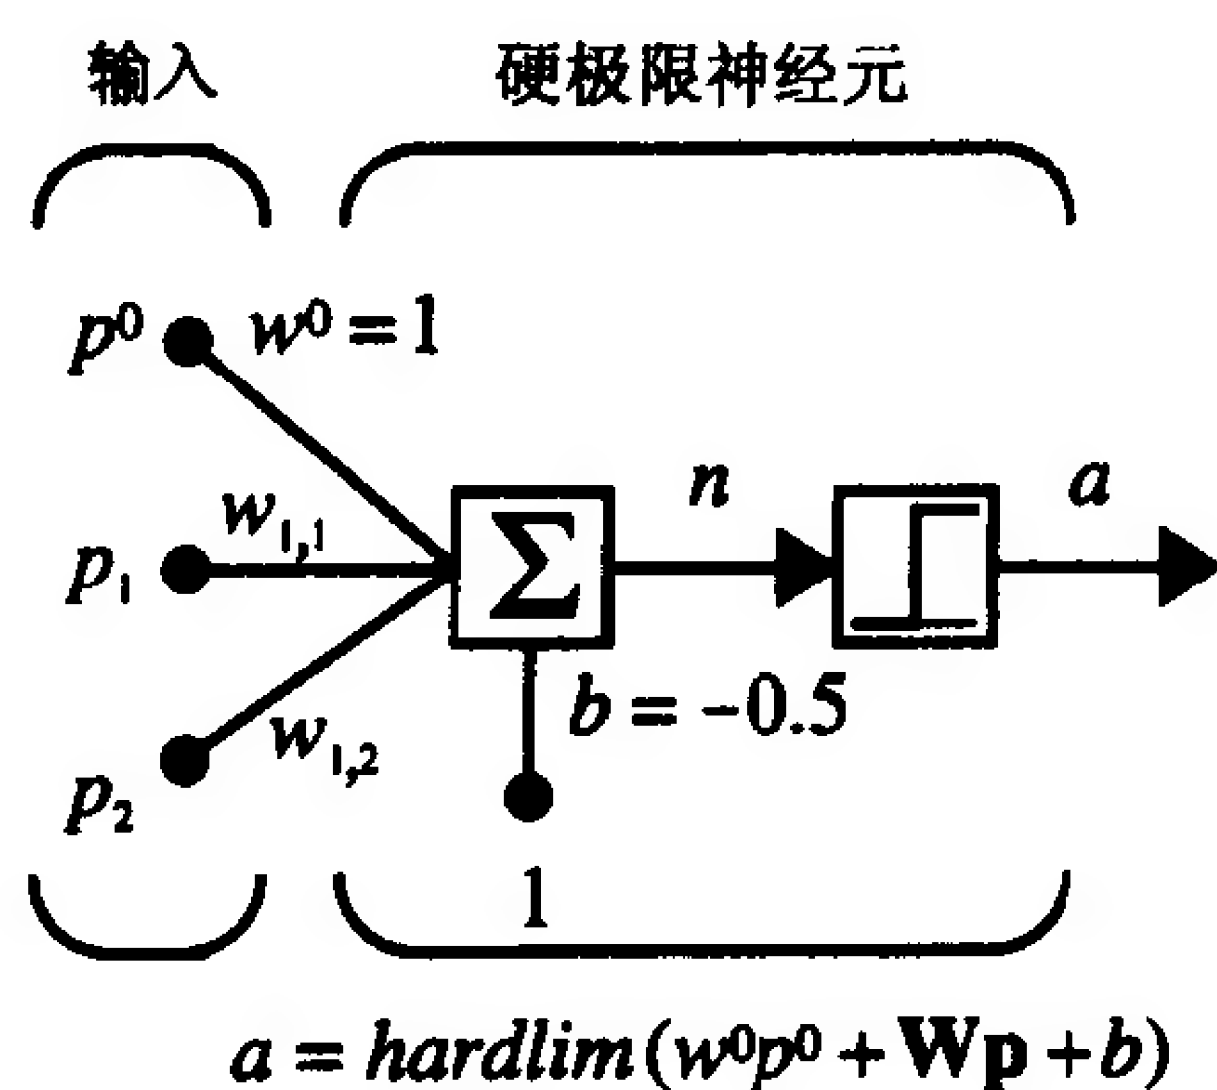 输入 硬极限神经元
p⁰ w⁰ = 1
w₁,₁ n a
p₁ Σ
b = -0.5
w₁,₂
p₂
1
a = hardlim(w⁰p⁰ + Wp + b)